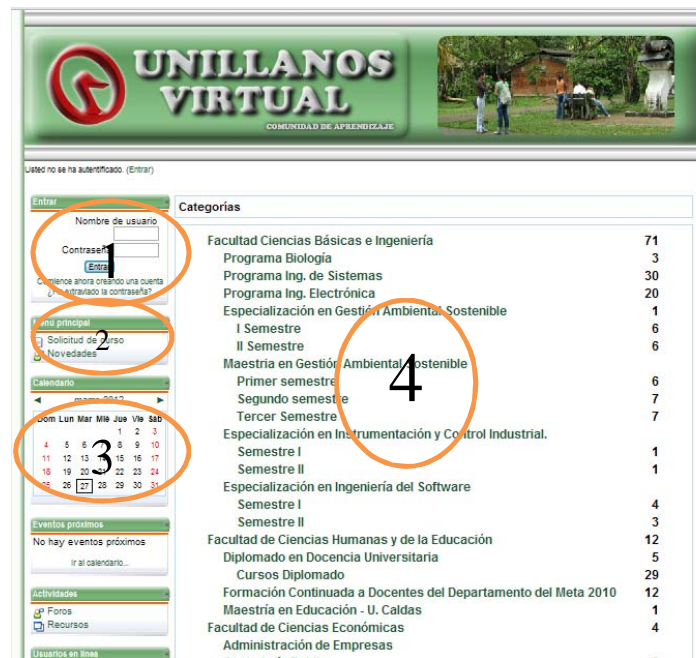 UNILLANOS
VIRTUAL
COMUNIDAD DE APRENDIZAJE
Usted no se ha autentificado. (Entrar)
Entrar
Nombre de usuario
Contraseña
Entrar
Comience ahora creando una cuenta
¿Ha extraviado la contraseña?
1
Menú principal
Solicitud de curso
Novedades
2
Calendario
◄ marzo 2012 ►
Dom Lun Mar Mié Jue Vie Sáb
1 2 3
4 5 6 7 8 9 10
11 12 13 14 15 16 17
18 19 20 21 22 23 24
25 26 27 28 29 30 31
3
Eventos próximos
No hay eventos próximos
Ir al calendario...
Actividades
Foros
Recursos
Usuarios en línea
Categorías
Facultad Ciencias Básicas e Ingeniería 71
Programa Biología 3
Programa Ing. de Sistemas 30
Programa Ing. Electrónica 20
Especialización en Gestión Ambiental Sostenible 1
I Semestre 6
II Semestre 6
Maestria en Gestión Ambiental Sostenible
Primer semestre 6
Segundo semestre 7
Tercer Semestre 7
Especialización en Instrumentación y Control Industrial.
Semestre I 1
Semestre II 1
Especialización en Ingeniería del Software
Semestre I 4
Semestre II 3
Facultad de Ciencias Humanas y de la Educación 12
Diplomado en Docencia Universitaria 5
Cursos Diplomado 29
Formación Continuada a Docentes del Departamento del Meta 2010 12
Maestría en Educación - U. Caldas 1
Facultad de Ciencias Económicas 4
Administración de Empresas
4